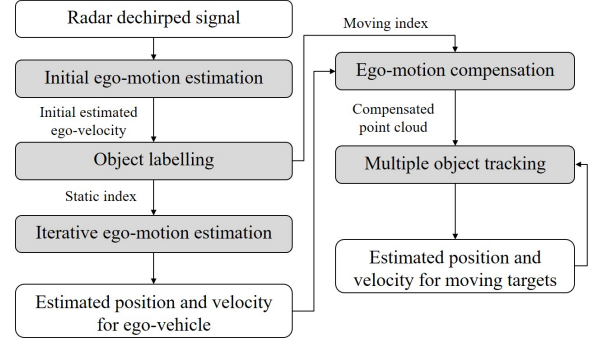 Radar dechirped signal
Initial ego-motion estimation
Initial estimated
ego-velocity
Object labelling
Static index
Iterative ego-motion estimation
Estimated position and velocity
for ego-vehicle
Moving index
Ego-motion compensation
Compensated
point cloud
Multiple object tracking
Estimated position and
velocity for moving targets